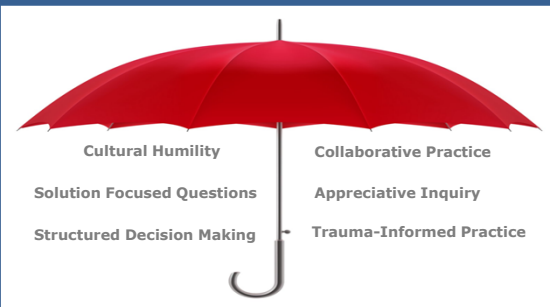 Cultural Humility
Collaborative Practice
Solution Focused Questions
Appreciative Inquiry
Structured Decision Making
Trauma-Informed Practice